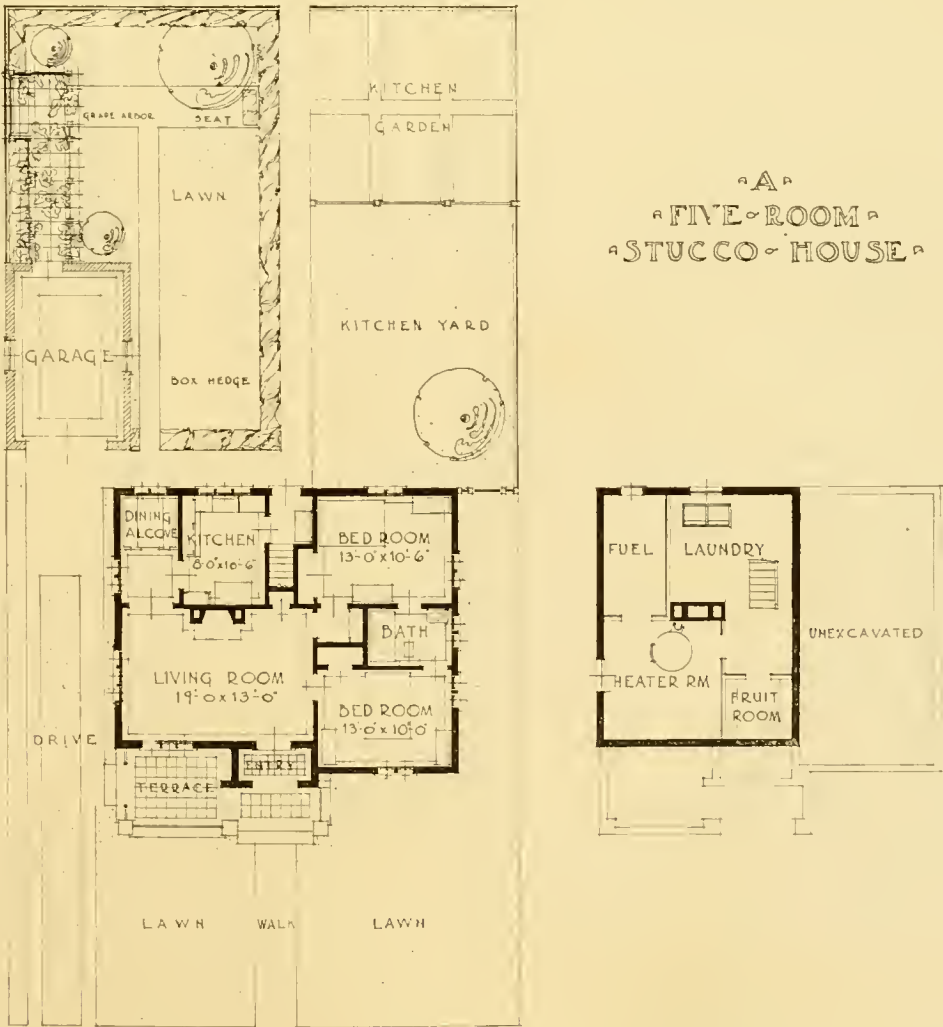 A
FIVE-ROOM
STUCCO-HOUSE
KITCHEN
GARDEN
GRAPE ARBOR
SEAT
LAWN
KITCHEN YARD
GARAGE
BOX HEDGE
DINING
ALCOVE
KITCHEN
8'-0"x10'-6"
BED ROOM
13'-0"x10'-6"
BATH
LIVING ROOM
19'-0x13'-0"
BED ROOM
13'-0"x10'-0"
DRIVE
ENTRY
TERRACE
LAWN
WALK
LAWN
FUEL
LAUNDRY
UNEXCAVATED
HEATER RM
FRUIT
ROOM